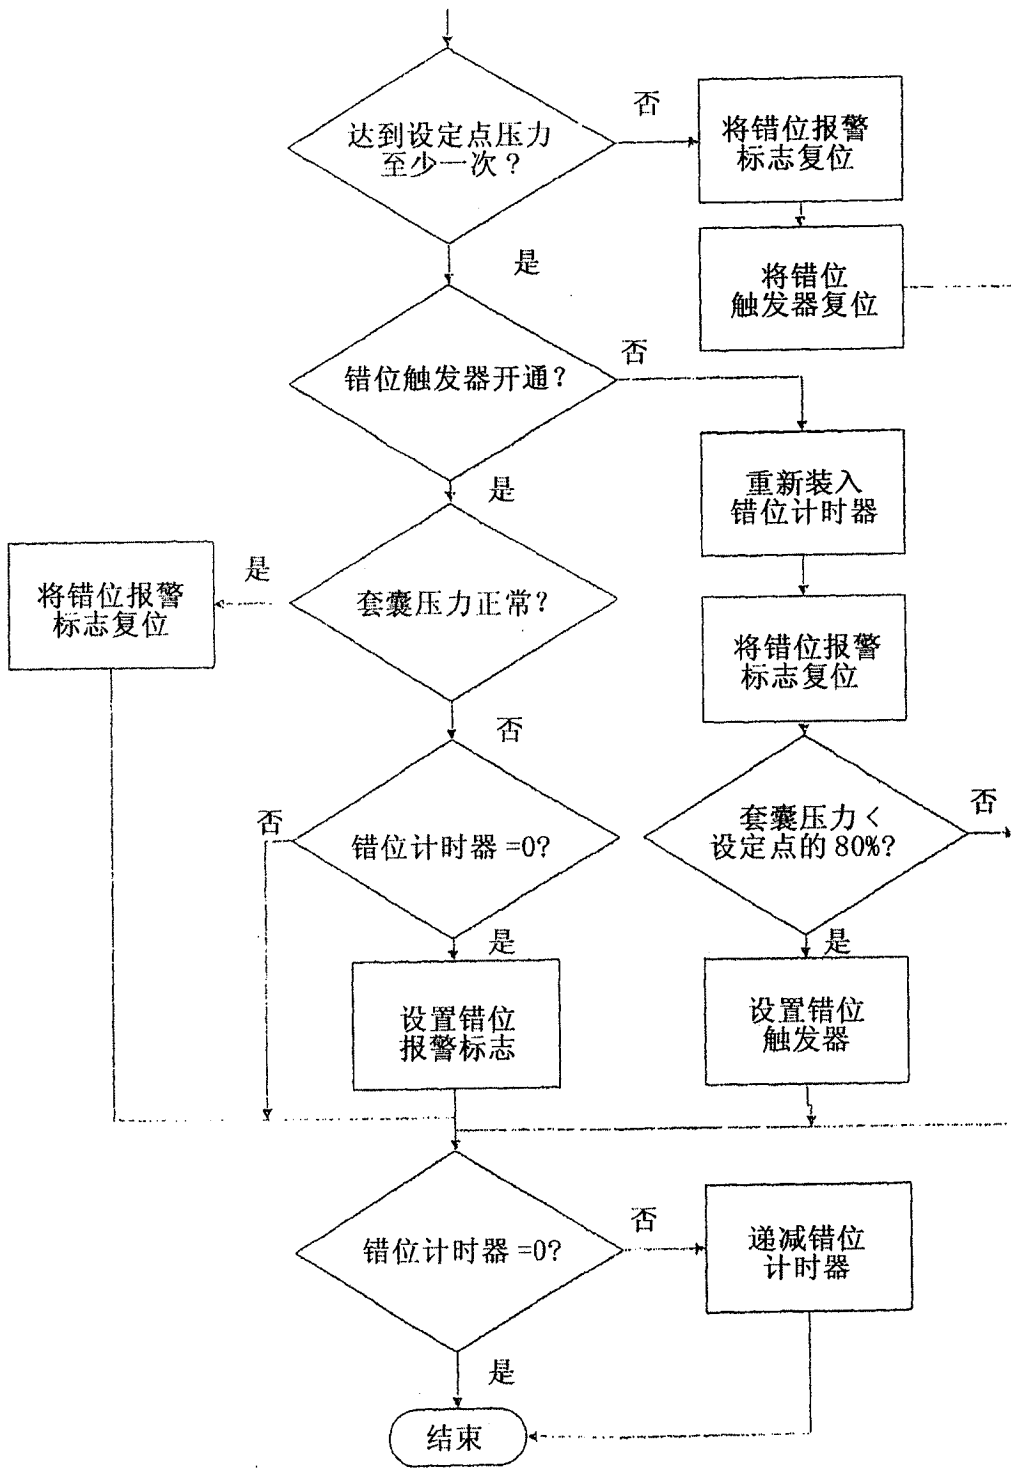 达到设定点压力
至少一次？
否
将错位报警
标志复位
是
将错位
触发器复位
错位触发器开通？
否
重新装入
错位计时器
是
套囊压力正常？
是
将错位报警
标志复位
将错位报警
标志复位
否
错位计时器=0?
否
套囊压力<
设定点的80%?
否
是
设置错位
报警标志
是
设置错位
触发器
错位计时器=0?
否
递减错位
计时器
是
结束